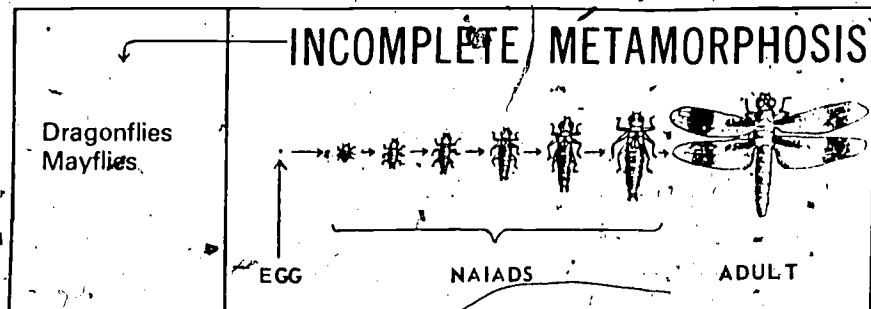 INCOMPLETE METAMORPHOSIS
Dragonflies
Mayflies
EGG
NAIADS
ADULT